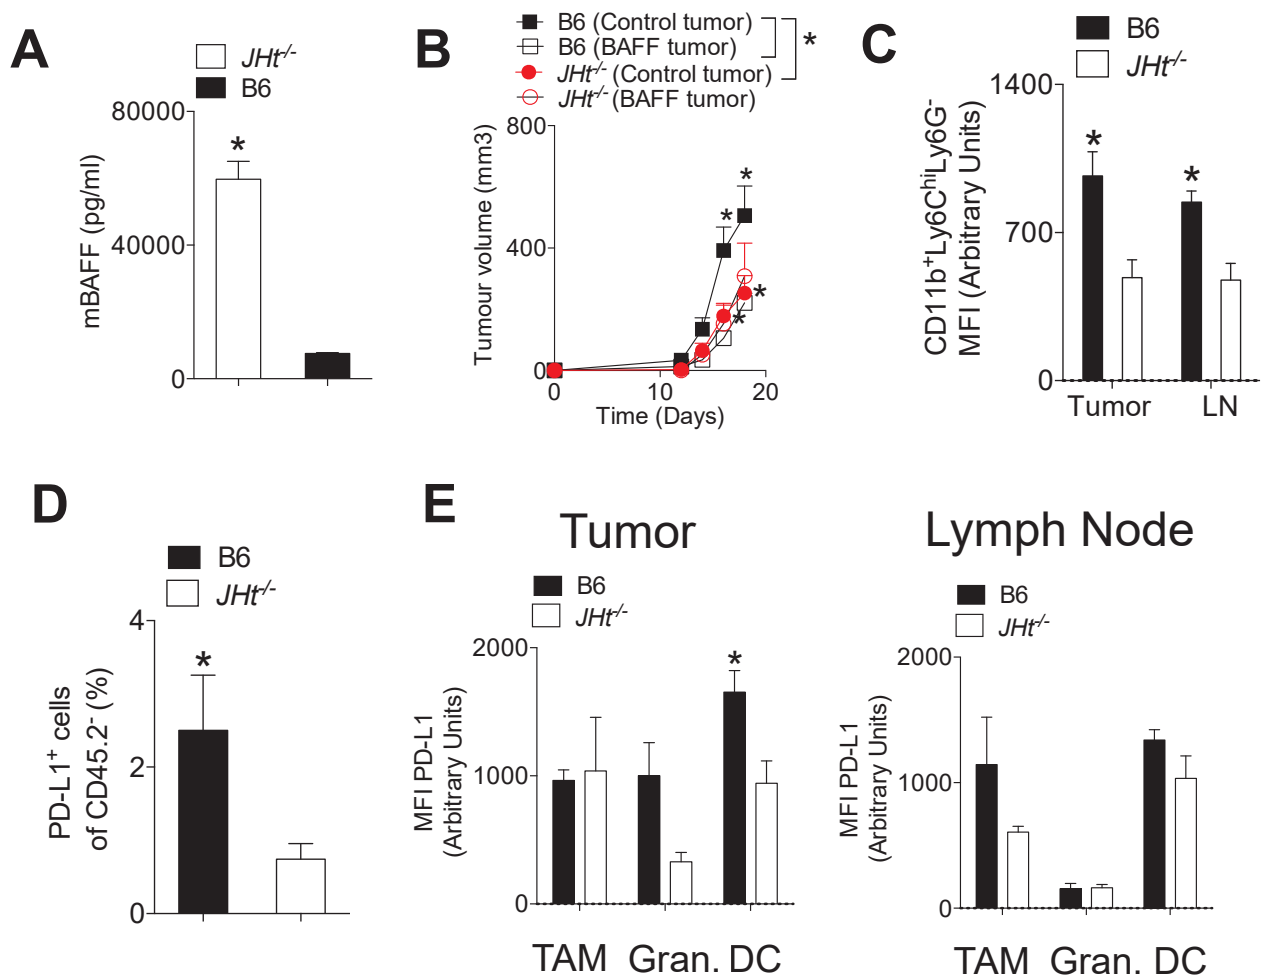 A
JHt-/-
B6
80000
40000
0
mBAFF (pg/ml)
*
B
B6 (Control tumor)
B6 (BAFF tumor)
JHt-/- (Control tumor)
JHt-/- (BAFF tumor)
*
800
400
0
Tumour volume (mm3)
*
*
*
*
0 10 20
Time (Days)
C
B6
JHt-/-
1400
700
0
CD11b+Ly6ChiLy6G-
MFI (Arbitrary Units)
*
*
Tumor LN
D
B6
JHt-/-
4
2
0
PD-L1+ cells
of CD45.2- (%)
*
E
Tumor
B6
JHt-/-
2000
1000
0
MFI PD-L1
(Arbitrary Units)
*
TAM Gran. DC
Lymph Node
B6
JHt-/-
2000
1000
0
MFI PD-L1
(Arbitrary Units)
TAM Gran. DC